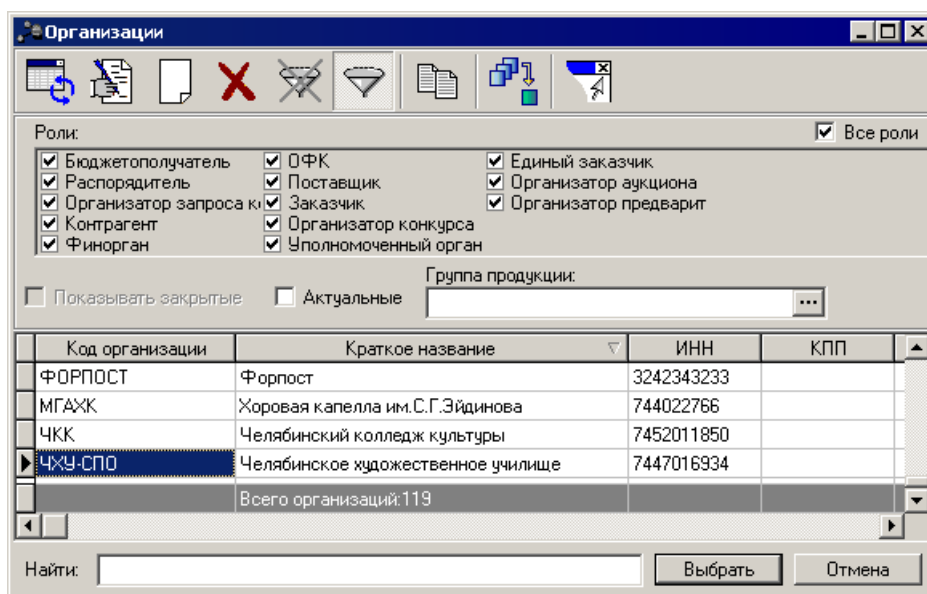 Организации
Роли: Все роли
Бюджетополучатель ОФК Единый заказчик
Распорядитель Поставщик Организатор аукциона
Организатор запроса к Заказчик Организатор предварит
Контрагент Организатор конкурса
Финорган Уполномоченный орган
Группа продукции:
Показывать закрытые Актуальные ...
Код организации Краткое название ИНН КПП
ФОРПОСТ Форпост 3242343233
МГАХК Хоровая капелла им.С.Г.Эйдинова 744022766
ЧКК Челябинский колледж культуры 7452011850
ЧХУ-СПО Челябинское художественное училище 7447016934
Всего организаций:119
Найти: Выбрать Отмена